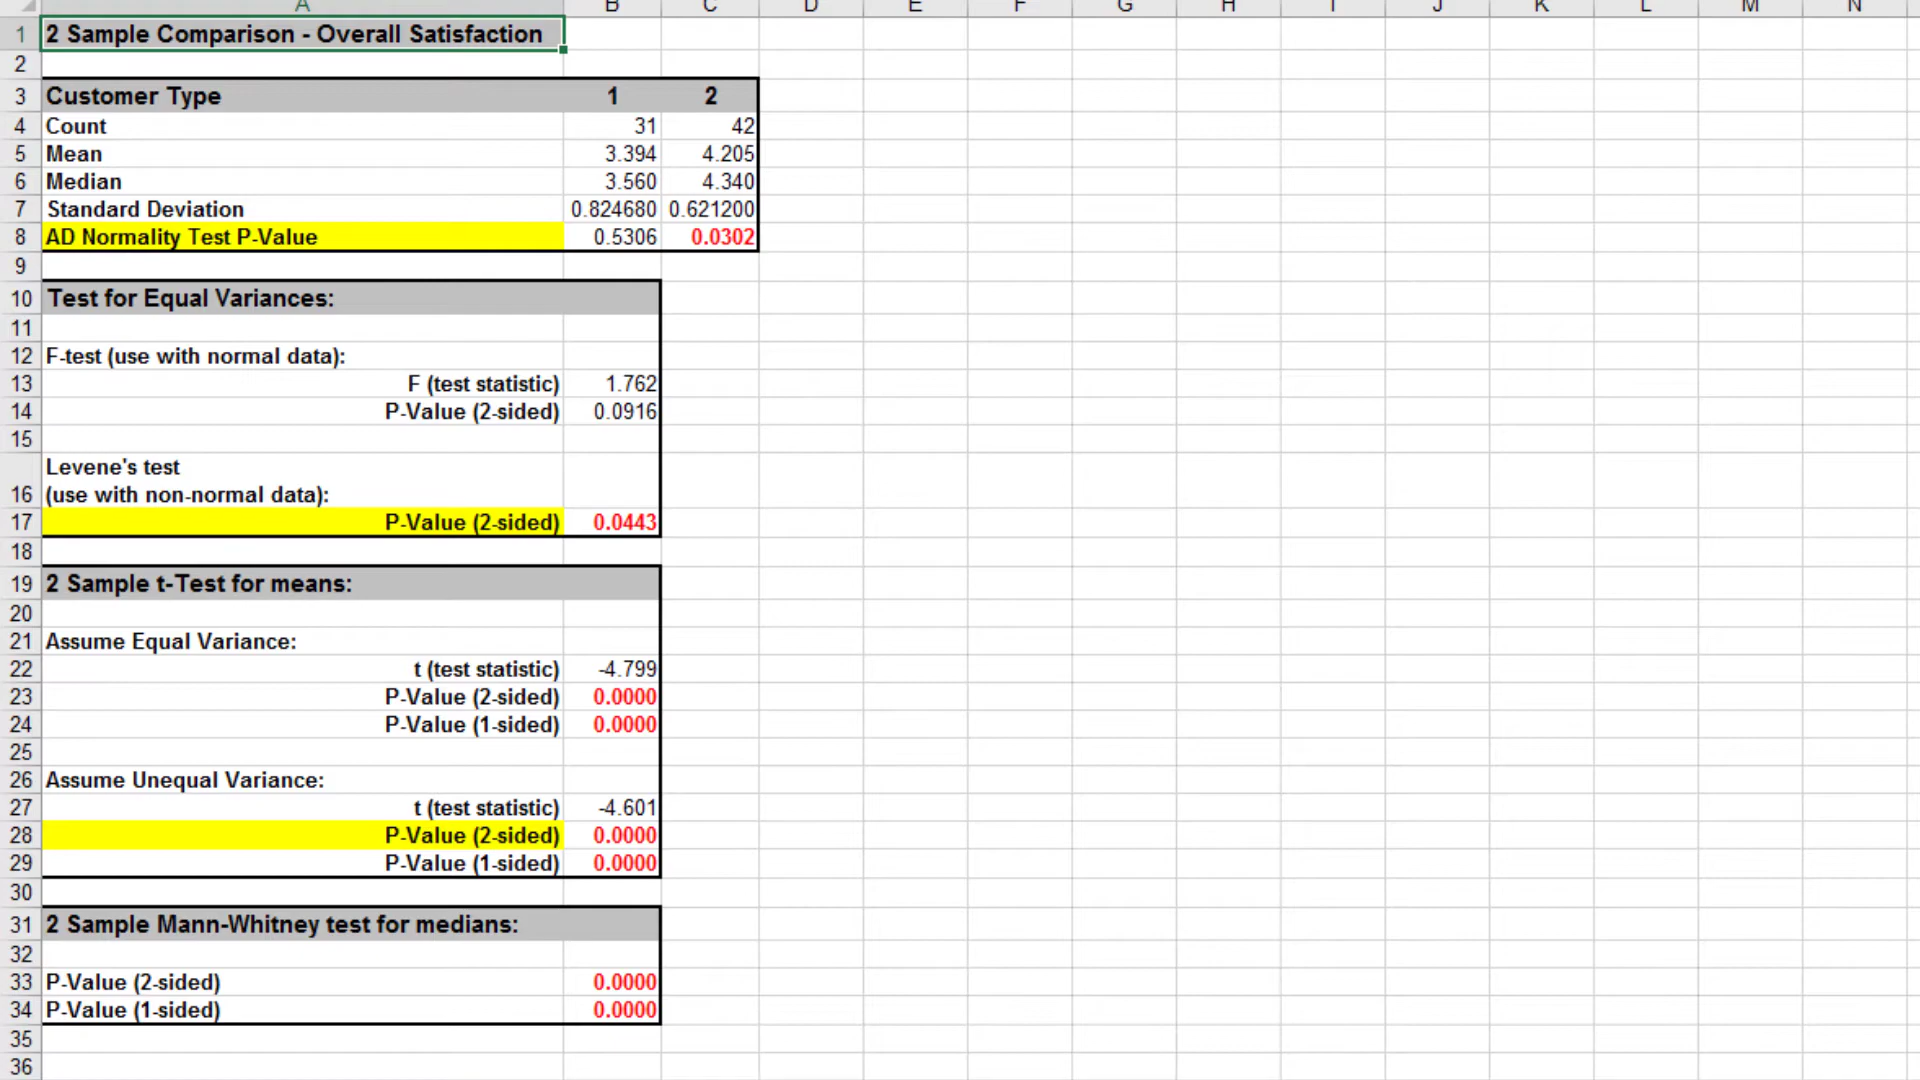 A B C D E F G H I J K L M N
1 2 Sample Comparison - Overall Satisfaction
2
3 Customer Type 1 2
4 Count 31 42
5 Mean 3.394 4.205
6 Median 3.560 4.340
7 Standard Deviation 0.824680 0.621200
8 AD Normality Test P-Value 0.5306 0.0302
9
10 Test for Equal Variances:
11
12 F-test (use with normal data):
13 F (test statistic) 1.762
14 P-Value (2-sided) 0.0916
15
Levene's test
16 (use with non-normal data):
17 P-Value (2-sided) 0.0443
18
19 2 Sample t-Test for means:
20
21 Assume Equal Variance:
22 t (test statistic) -4.799
23 P-Value (2-sided) 0.0000
24 P-Value (1-sided) 0.0000
25
26 Assume Unequal Variance:
27 t (test statistic) -4.601
28 P-Value (2-sided) 0.0000
29 P-Value (1-sided) 0.0000
30
31 2 Sample Mann-Whitney test for medians:
32
33 P-Value (2-sided) 0.0000
34 P-Value (1-sided) 0.0000
35
36